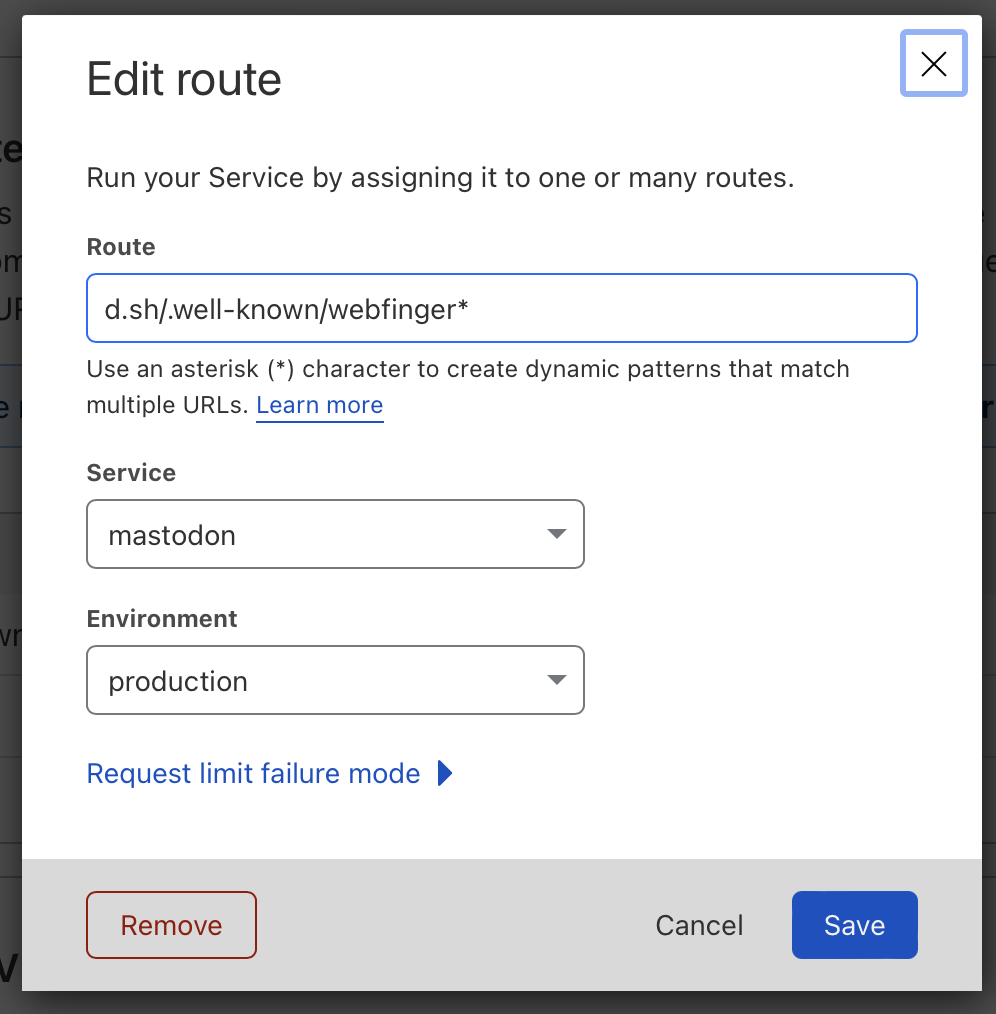 Edit route
Run your Service by assigning it to one or many routes.
Route
d.sh/.well-known/webfinger*
Use an asterisk (*) character to create dynamic patterns that match
multiple URLs. Learn more
Service
mastodon
Environment
production
Request limit failure mode
Remove
Cancel
Save